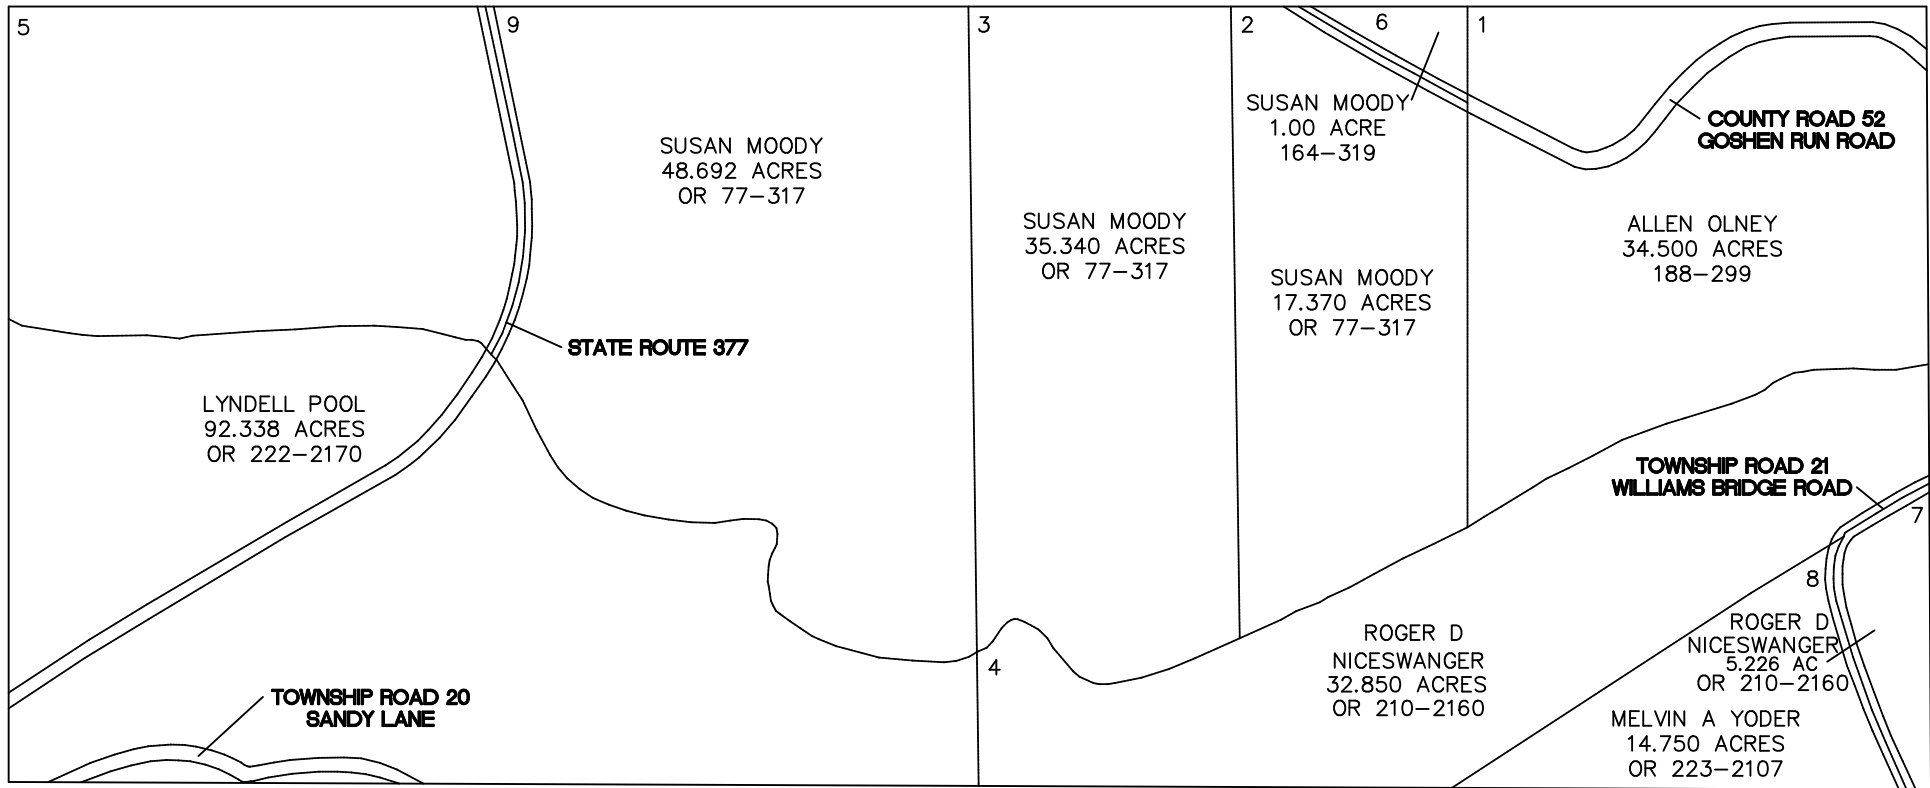 5
9
3
2
6
1
SUSAN MOODY
1.00 ACRE
164-319
COUNTY ROAD 52
GOSHEN RUN ROAD
SUSAN MOODY
48.692 ACRES
OR 77-317
SUSAN MOODY
35.340 ACRES
OR 77-317
ALLEN OLNEY
34.500 ACRES
188-299
SUSAN MOODY
17.370 ACRES
OR 77-317
STATE ROUTE 377
LYNDELL POOL
92.338 ACRES
OR 222-2170
TOWNSHIP ROAD 21
WILLIAMS BRIDGE ROAD
7
8
ROGER D
NICESWANGER
5.226 AC
OR 210-2160
ROGER D
NICESWANGER
32.850 ACRES
OR 210-2160
4
TOWNSHIP ROAD 20
SANDY LANE
MELVIN A YODER
14.750 ACRES
OR 223-2107